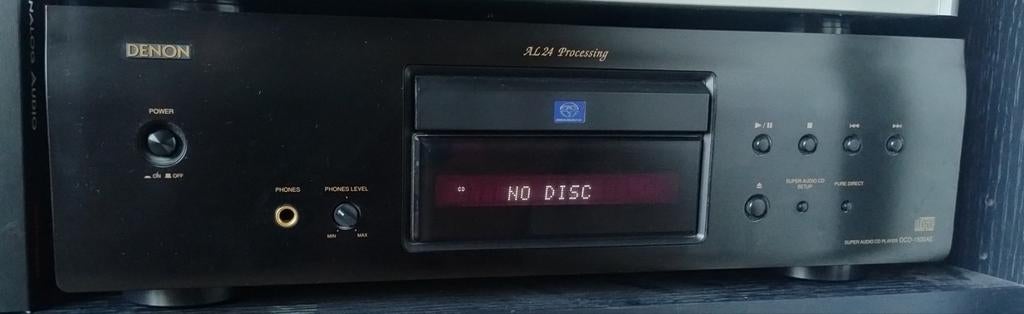 DENON
AL24 Processing
POWER
ON OFF
PHONES
PHONES LEVEL
MIN MAX
CD
NO DISC
SUPER AUDIO CD
SETUP
PURE DIRECT
SUPER AUDIO CD PLAYER DCD-1500AE